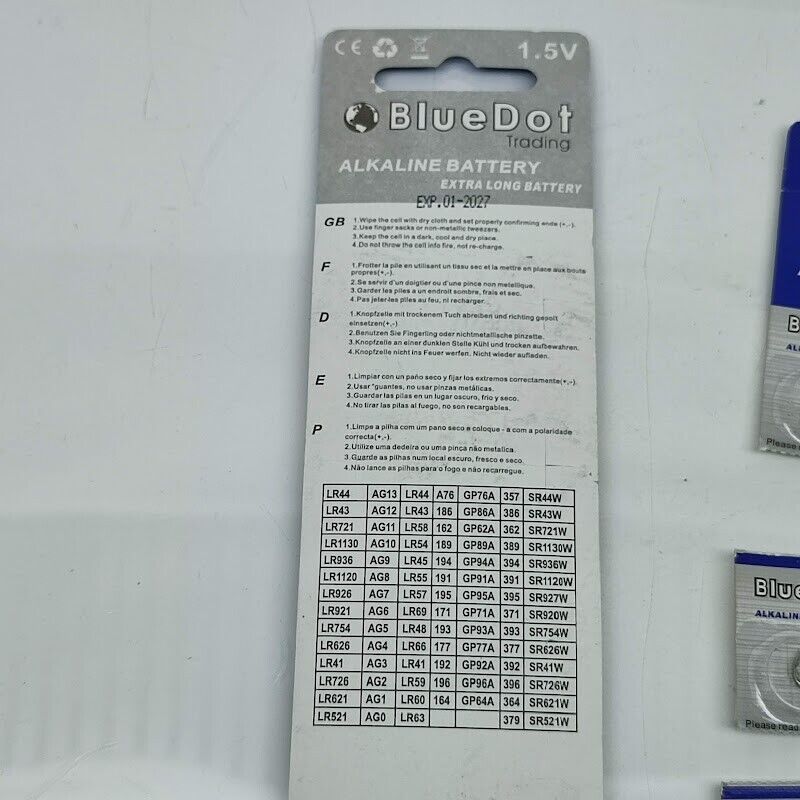 CE 1.5V
BlueDot
Trading
ALKALINE BATTERY
EXTRA LONG BATTERY
EXP.01-2027
GB 1.Wipe the cell with dry cloth and set properly confirming ends (+,-).
2.Use finger sacks or non-metallic tweezers.
3.Keep the cell in a dark, cool and dry place.
4.Do not throw the cell info fire, not re-charge.
F 1.Frotter la pile en utilisant un tissu sec et la mettre en place aux bouts
propres(+,-).
2.Se servir d'un doigtier ou d'une pince non metellique.
3.Garder les piles a un endroit sombre, frais et sec.
4.Pas jeter-les piles au feu, ni recharger.
D 1.Knopfzelle mit trockenem Tuch abreiben und richting gepolt
einsetzen(+,-)
2.Benutzen Sie Fingerling oder nichtmetallische pinzette.
3.Knopfzelle an einer dunklen Stelle Kühl und trocken aufbewahren.
4.Knopfzelle nicht ins Feuer werfen. Nicht wieder aufladen.
E 1.Limpiar con un paño seco y fijar los extremos correctamente(+,-).
2.Usar "guantes, no usar pinzas metálicas.
3.Guardar las pilas en un lugar oscuro, frio y seco.
4.No tirar las pilas al fuego, no son recargables.
P 1.Limpe a pilha com um pano seco e coloque - a com a polaridade
correcta(+,-).
2.Utilize uma dedeira ou uma pinça não metalica.
3.Guarde as pilhas num local escuro, fresco e seco.
4.Não lance as pilhas para o fogo e não recarregue.
LR44 AG13 LR44 A76 GP76A 357 SR44W
LR43 AG12 LR43 186 GP86A 386 SR43W
LR721 AG11 LR58 162 GP62A 362 SR721W
LR1130 AG10 LR54 189 GP89A 389 SR1130W
LR936 AG9 LR45 194 GP94A 394 SR936W
LR1120 AG8 LR55 191 GP91A 391 SR1120W
LR926 AG7 LR57 195 GP95A 395 SR927W
LR921 AG6 LR69 171 GP71A 371 SR920W
LR754 AG5 LR48 193 GP93A 393 SR754W
LR626 AG4 LR66 177 GP77A 377 SR626W
LR41 AG3 LR41 192 GP92A 392 SR41W
LR726 AG2 LR59 196 GP96A 396 SR726W
LR621 AG1 LR60 164 GP64A 364 SR621W
LR521 AG0 LR63 379 SR521W
B
Please
Blue
ALKALIN
Please read